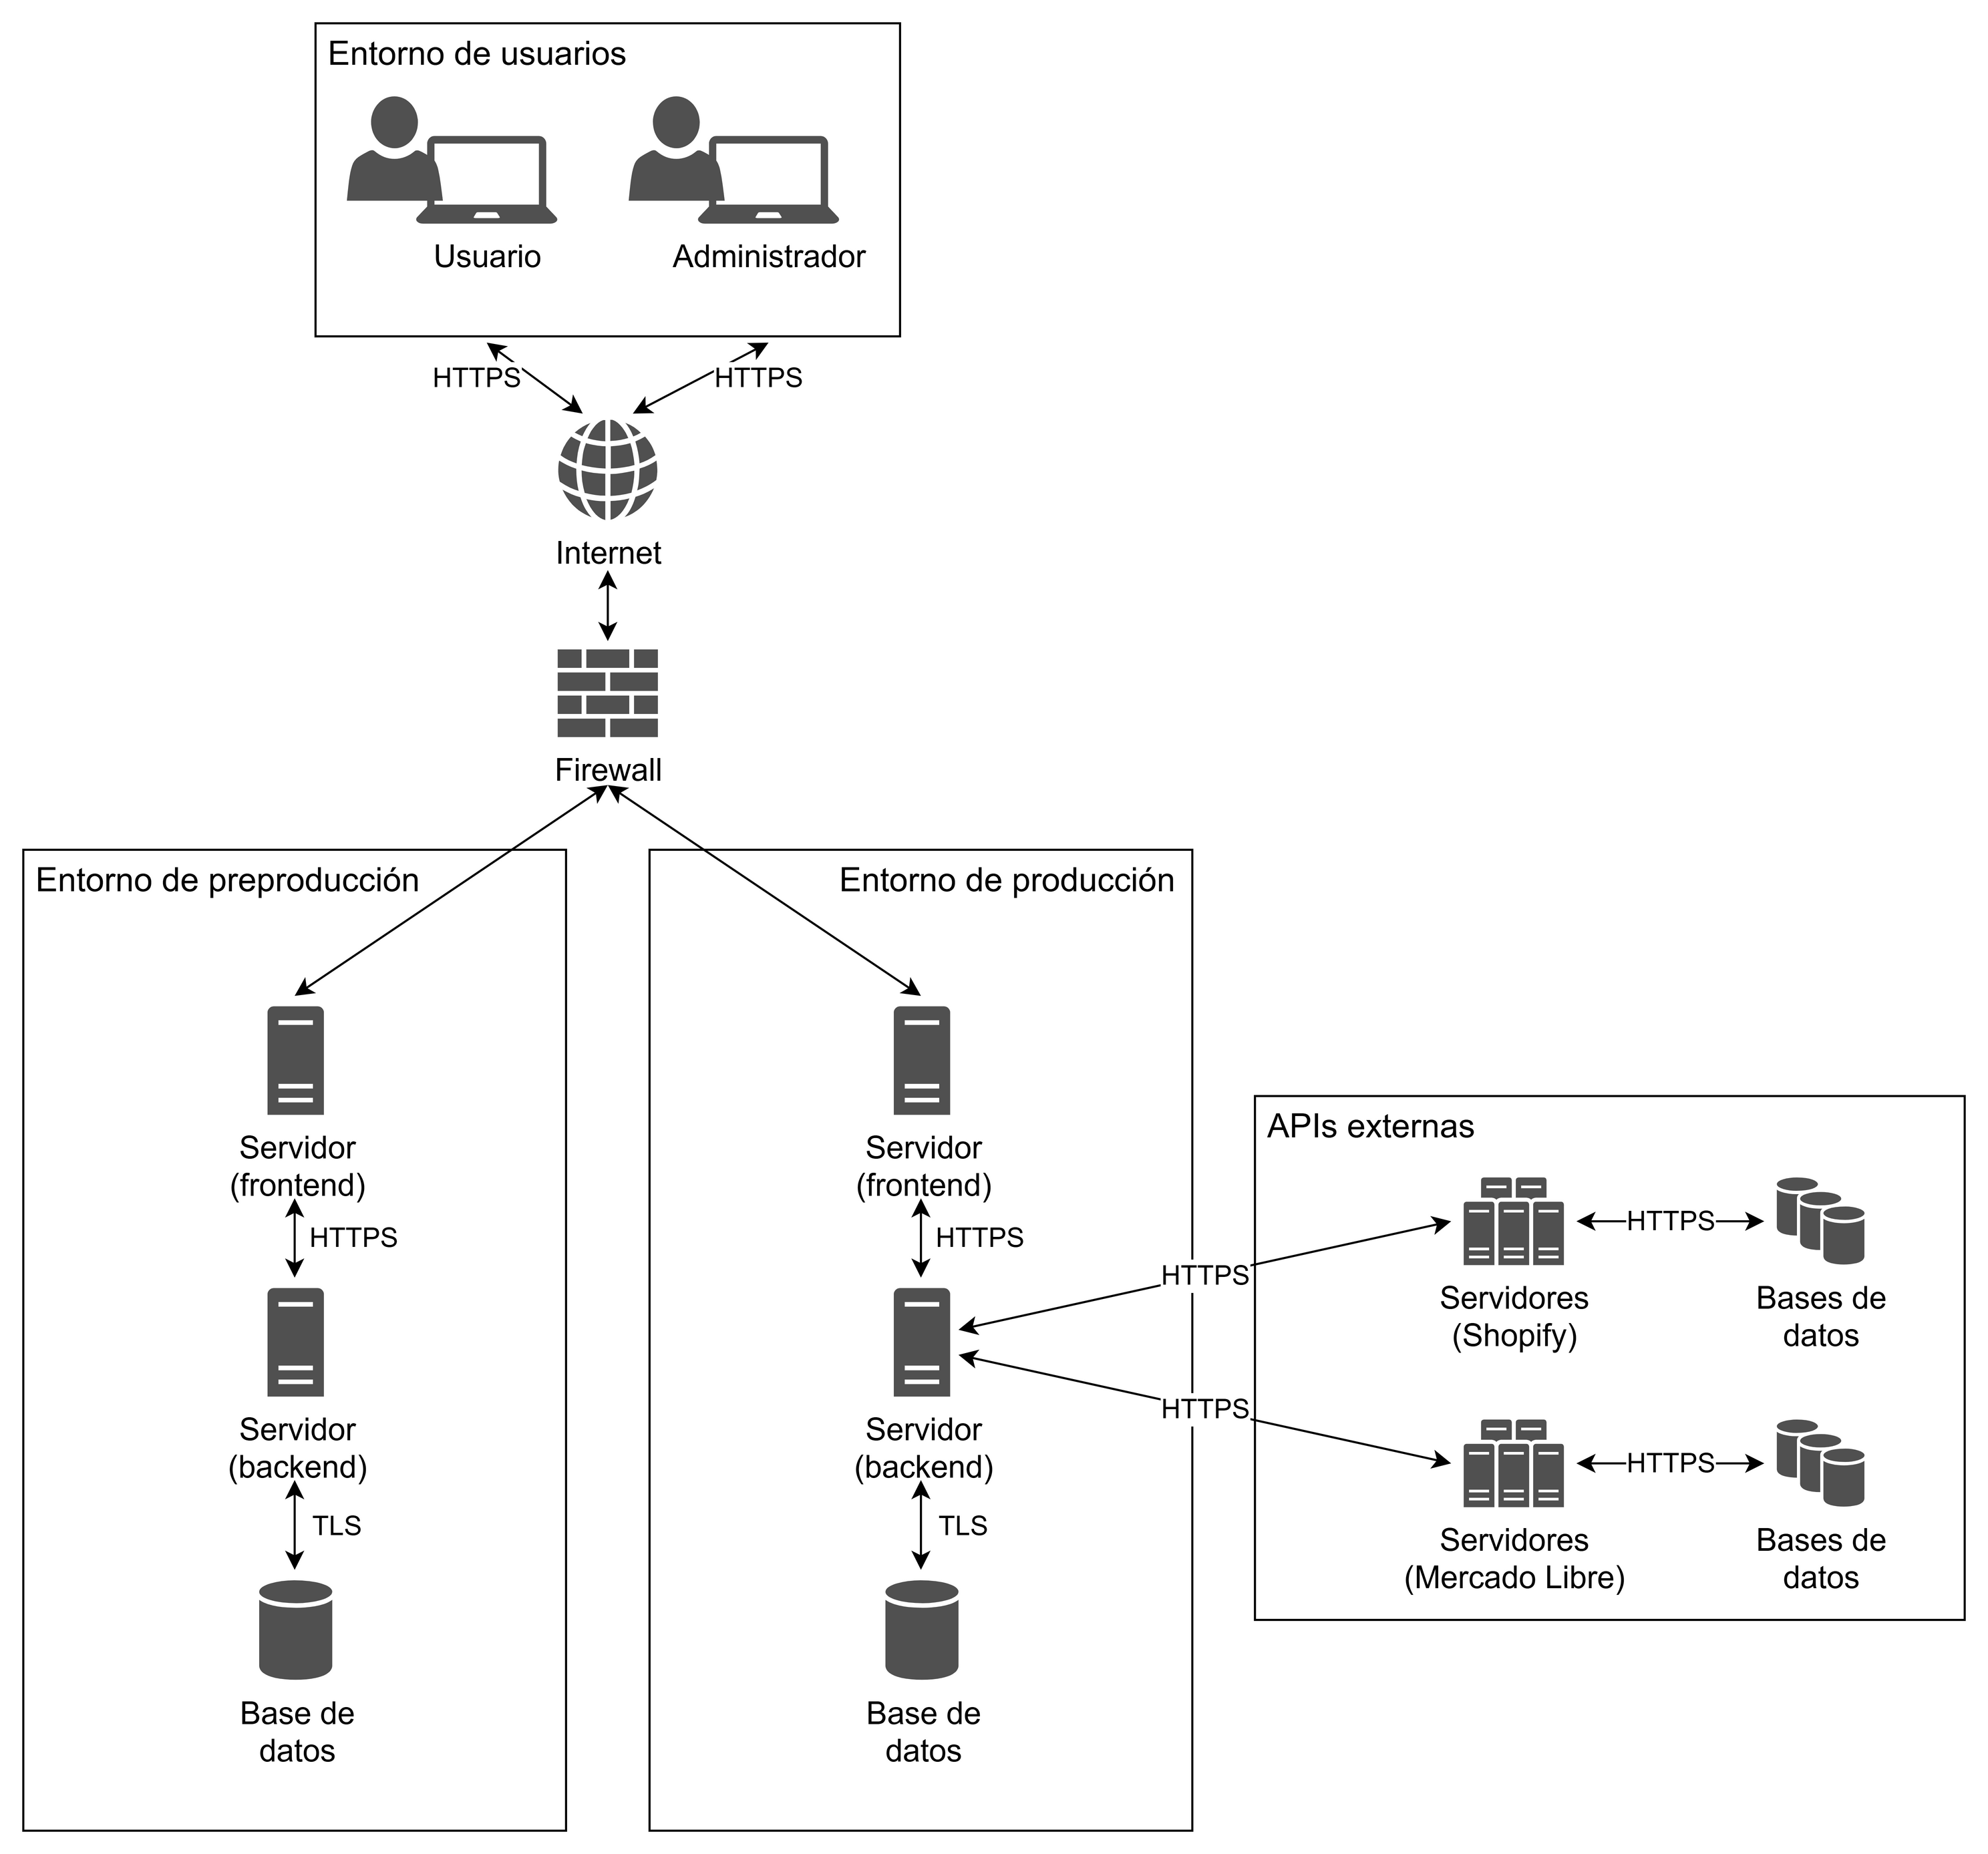 Entorno de usuarios
Usuario
Administrador
HTTPS
HTTPS
Internet
Firewall
Entorno de preproducción
Servidor
(frontend)
HTTPS
Servidor
(backend)
TLS
Base de
datos
Entorno de producción
Servidor
(frontend)
HTTPS
Servidor
(backend)
TLS
Base de
datos
HTTPS
HTTPS
APIs externas
Servidores
(Shopify)
HTTPS
Bases de
datos
Servidores
(Mercado Libre)
HTTPS
Bases de
datos